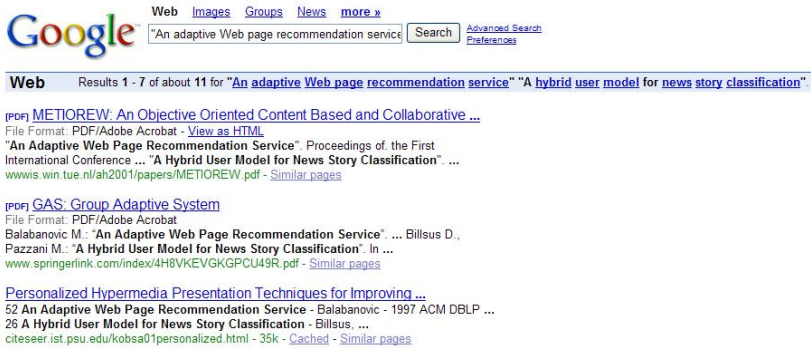 Google
Web Images Groups News more »
"An adaptive Web page recommendation service Search Advanced Search
Preferences
Web Results 1 - 7 of about 11 for "An adaptive Web page recommendation service" "A hybrid user model for news story classification".
[PDF] METIOREW: An Objective Oriented Content Based and Collaborative ...
File Format: PDF/Adobe Acrobat - View as HTML
"An Adaptive Web Page Recommendation Service". Proceedings of. the First
International Conference ... "A Hybrid User Model for News Story Classification". ...
wwwis.win.tue.nl/ah2001/papers/METIOREW.pdf - Similar pages
[PDF] GAS: Group Adaptive System
File Format: PDF/Adobe Acrobat
Balabanovic M.: "An Adaptive Web Page Recommendation Service". ... Billsus D.,
Pazzani M.: "A Hybrid User Model for News Story Classification". In ...
www.springerlink.com/index/4H8VKEVGKGPCU49R.pdf - Similar pages
Personalized Hypermedia Presentation Techniques for Improving ...
52 An Adaptive Web Page Recommendation Service - Balabanovic - 1997 ACM DBLP ...
26 A Hybrid User Model for News Story Classification - Billsus, ...
citeseer.ist.psu.edu/kobsa01personalized.html - 35k - Cached - Similar pages